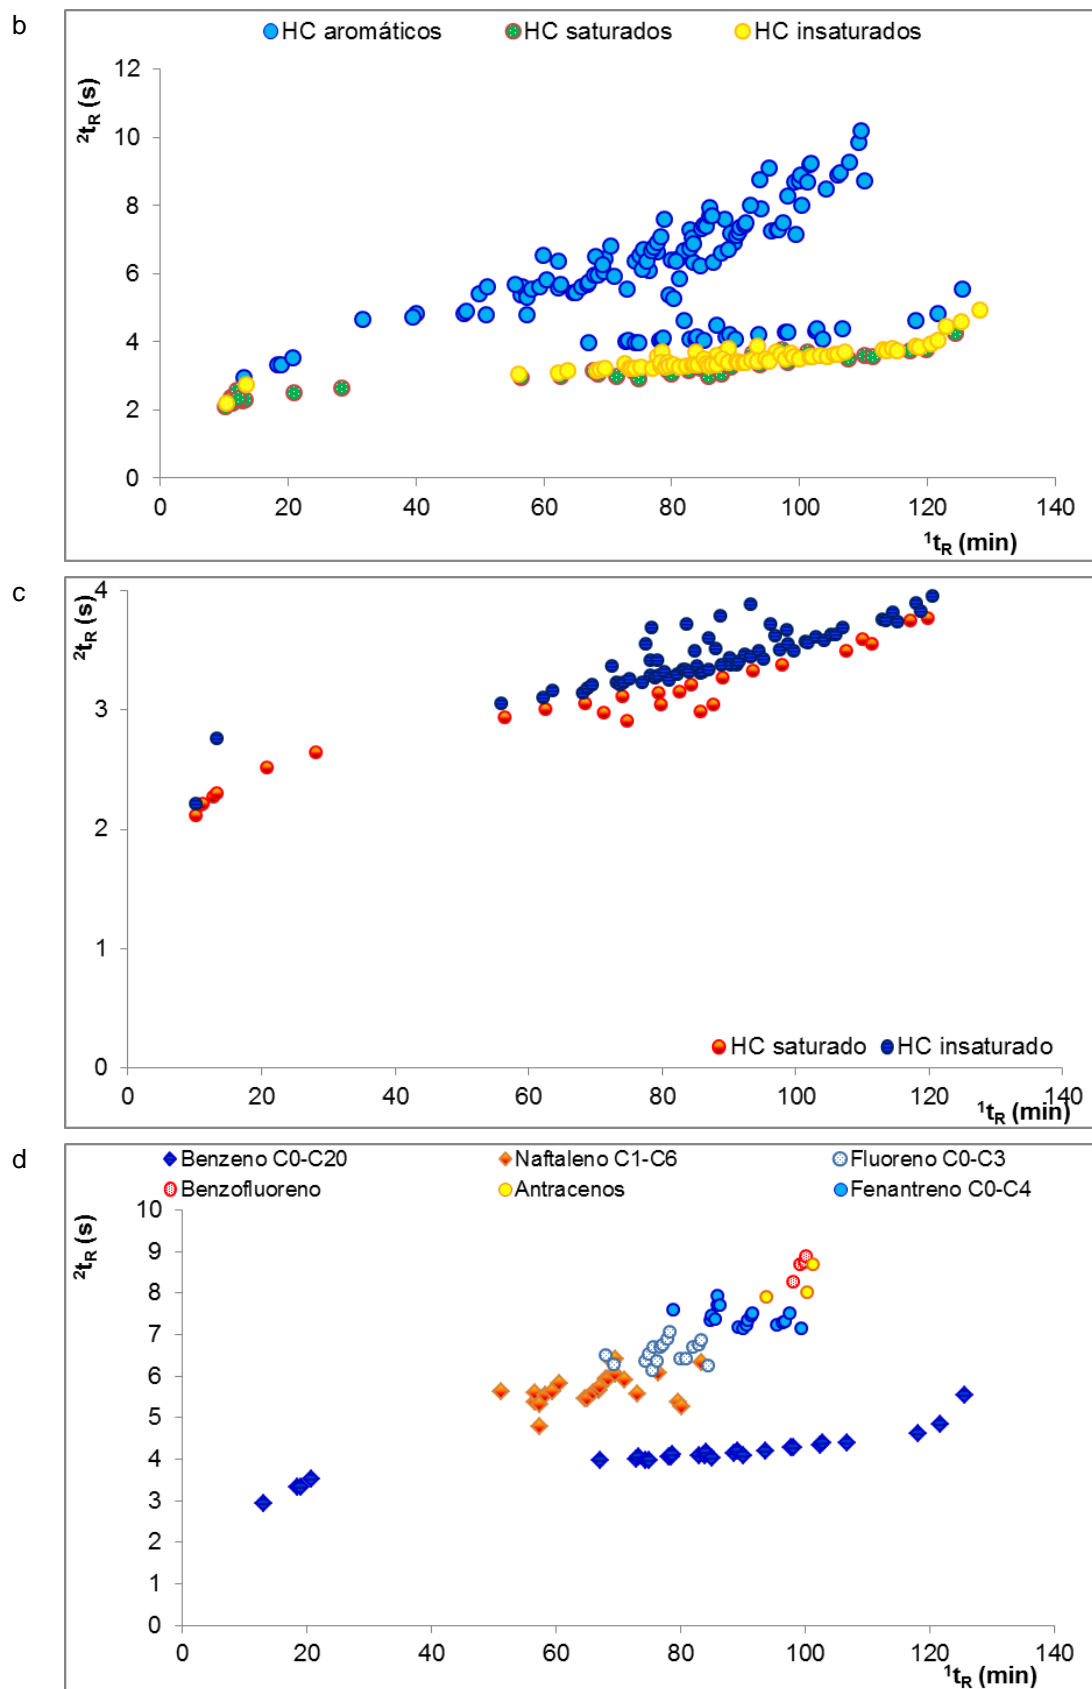 b
HC aromáticos HC saturados HC insaturados
²tR (s)
12
10
8
6
4
2
0
0 20 40 60 80 100 120 140
¹tR (min)
c
²tR (s)
4
3
2
1
0
HC saturado HC insaturado
0 20 40 60 80 100 120 140
¹tR (min)
d
Benzeno C0-C20 Naftaleno C1-C6 Fluoreno C0-C3
Benzofluoreno Antracenos Fenantreno C0-C4
²tR (s)
10
9
8
7
6
5
4
3
2
1
0
0 20 40 60 80 100 120 140
¹tR (min)